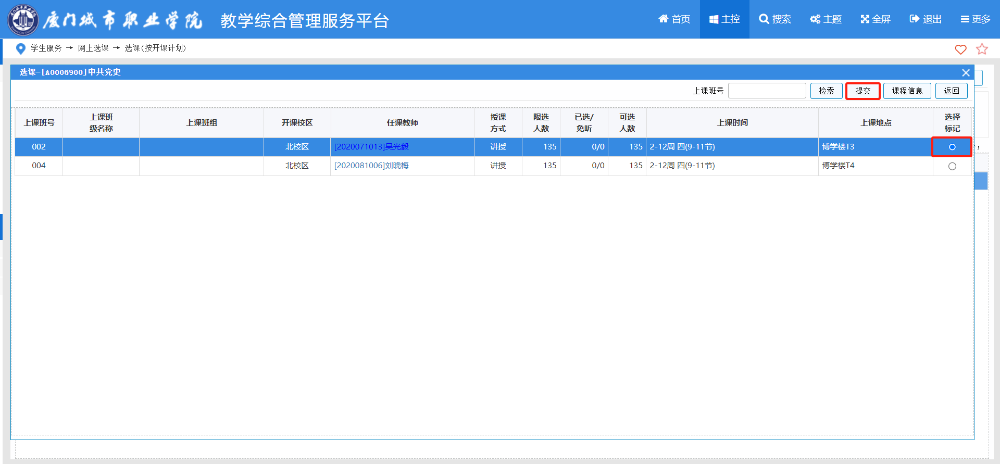 厦门城市职业学院 教学综合管理服务平台 首页 主控 搜索 主题 全屏 退出 更多
学生服务 → 网上选课 → 选课(按开课计划)
选课-[A0006900]中共党史
上课班号 检索 提交 课程信息 返回
上课班号 上课班级名称 上课班组 开课校区 任课教师 授课方式 限选人数 已选/免听 可选人数 上课时间 上课地点 选择标记
002 北校区 [2020071013]吴光毅 讲授 135 0/0 135 2-12周 四(9-11节) 博学楼T3
004 北校区 [2020081006]刘晓梅 讲授 135 0/0 135 2-12周 四(9-11节) 博学楼T4